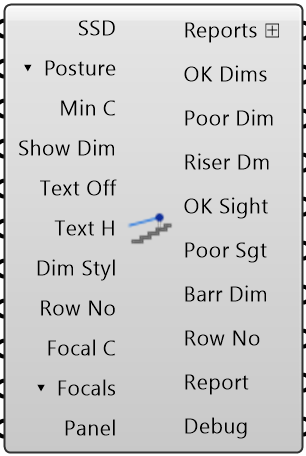 SSD
Posture
Min C
Show Dim
Text Off
Text H
Dim Styl
Row No
Focal C
Focals
Panel
Reports
OK Dims
Poor Dim
Riser Dm
OK Sight
Poor Sgt
Barr Dim
Row No
Report
Debug